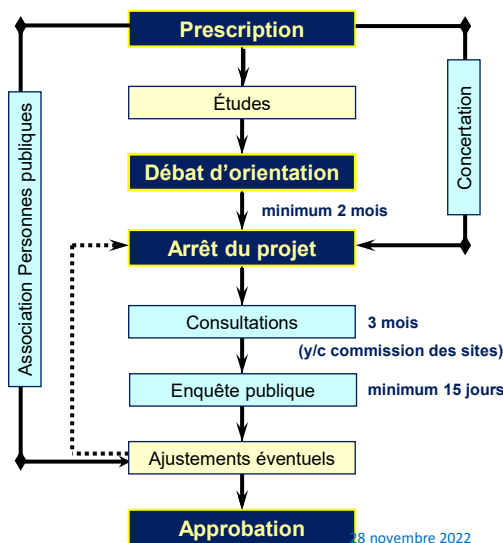 Prescription
Études
Association Personnes publiques
Concertation
Débat d'orientation
minimum 2 mois
Arrêt du projet
Consultations
3 mois
(y/c commission des sites)
Enquête publique
minimum 15 jours
Ajustements éventuels
Approbation
28 novembre 2022